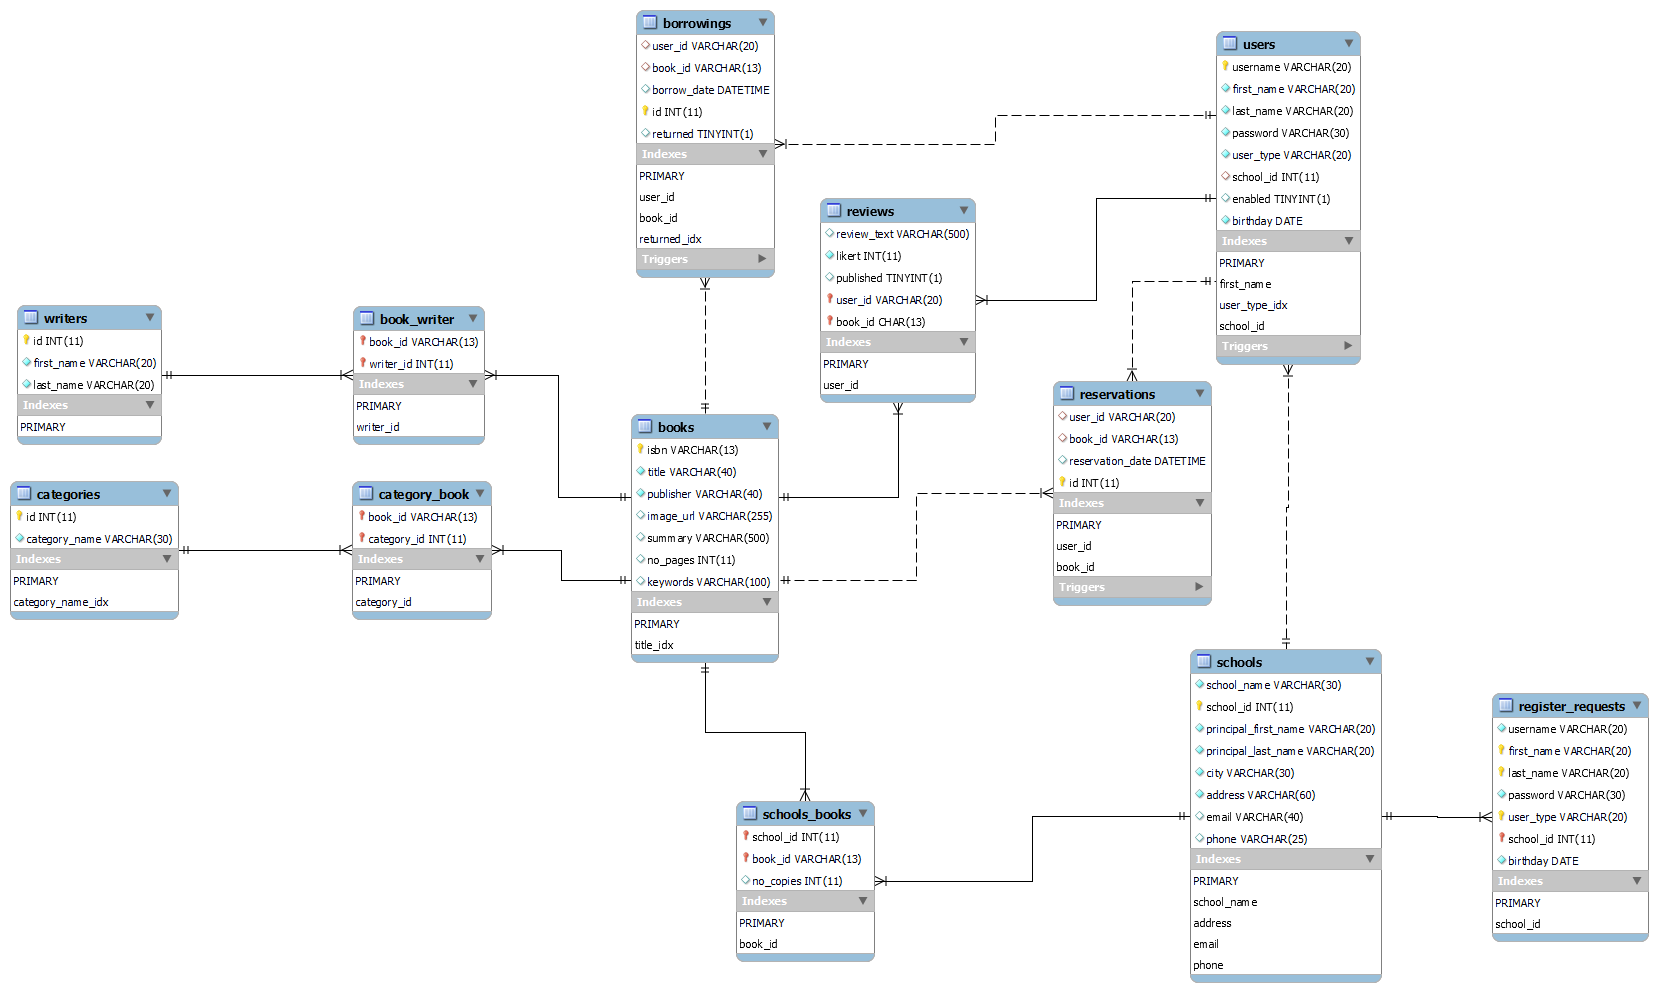 borrowings
user_id VARCHAR(20)
book_id VARCHAR(13)
borrow_date DATETIME
id INT(11)
returned TINYINT(1)
Indexes
PRIMARY
user_id
book_id
returned_idx
Triggers
users
username VARCHAR(20)
first_name VARCHAR(20)
last_name VARCHAR(20)
password VARCHAR(30)
user_type VARCHAR(20)
school_id INT(11)
enabled TINYINT(1)
birthday DATE
Indexes
PRIMARY
first_name
user_type_idx
school_id
Triggers
reviews
review_text VARCHAR(500)
likert INT(11)
published TINYINT(1)
user_id VARCHAR(20)
book_id CHAR(13)
Indexes
PRIMARY
user_id
writers
id INT(11)
first_name VARCHAR(20)
last_name VARCHAR(20)
Indexes
PRIMARY
book_writer
book_id VARCHAR(13)
writer_id INT(11)
Indexes
PRIMARY
writer_id
books
isbn VARCHAR(13)
title VARCHAR(40)
publisher VARCHAR(40)
image_url VARCHAR(255)
summary VARCHAR(500)
no_pages INT(11)
keywords VARCHAR(100)
Indexes
PRIMARY
title_idx
reservations
user_id VARCHAR(20)
book_id VARCHAR(13)
reservation_date DATETIME
id INT(11)
Indexes
PRIMARY
user_id
book_id
Triggers
categories
id INT(11)
category_name VARCHAR(30)
Indexes
PRIMARY
category_name_idx
category_book
book_id VARCHAR(13)
category_id INT(11)
Indexes
PRIMARY
category_id
schools
school_name VARCHAR(30)
school_id INT(11)
principal_first_name VARCHAR(20)
principal_last_name VARCHAR(20)
city VARCHAR(30)
address VARCHAR(60)
email VARCHAR(40)
phone VARCHAR(25)
Indexes
PRIMARY
school_name
address
email
phone
register_requests
username VARCHAR(20)
first_name VARCHAR(20)
last_name VARCHAR(20)
password VARCHAR(30)
user_type VARCHAR(20)
school_id INT(11)
birthday DATE
Indexes
PRIMARY
school_id
schools_books
school_id INT(11)
book_id VARCHAR(13)
no_copies INT(11)
Indexes
PRIMARY
book_id